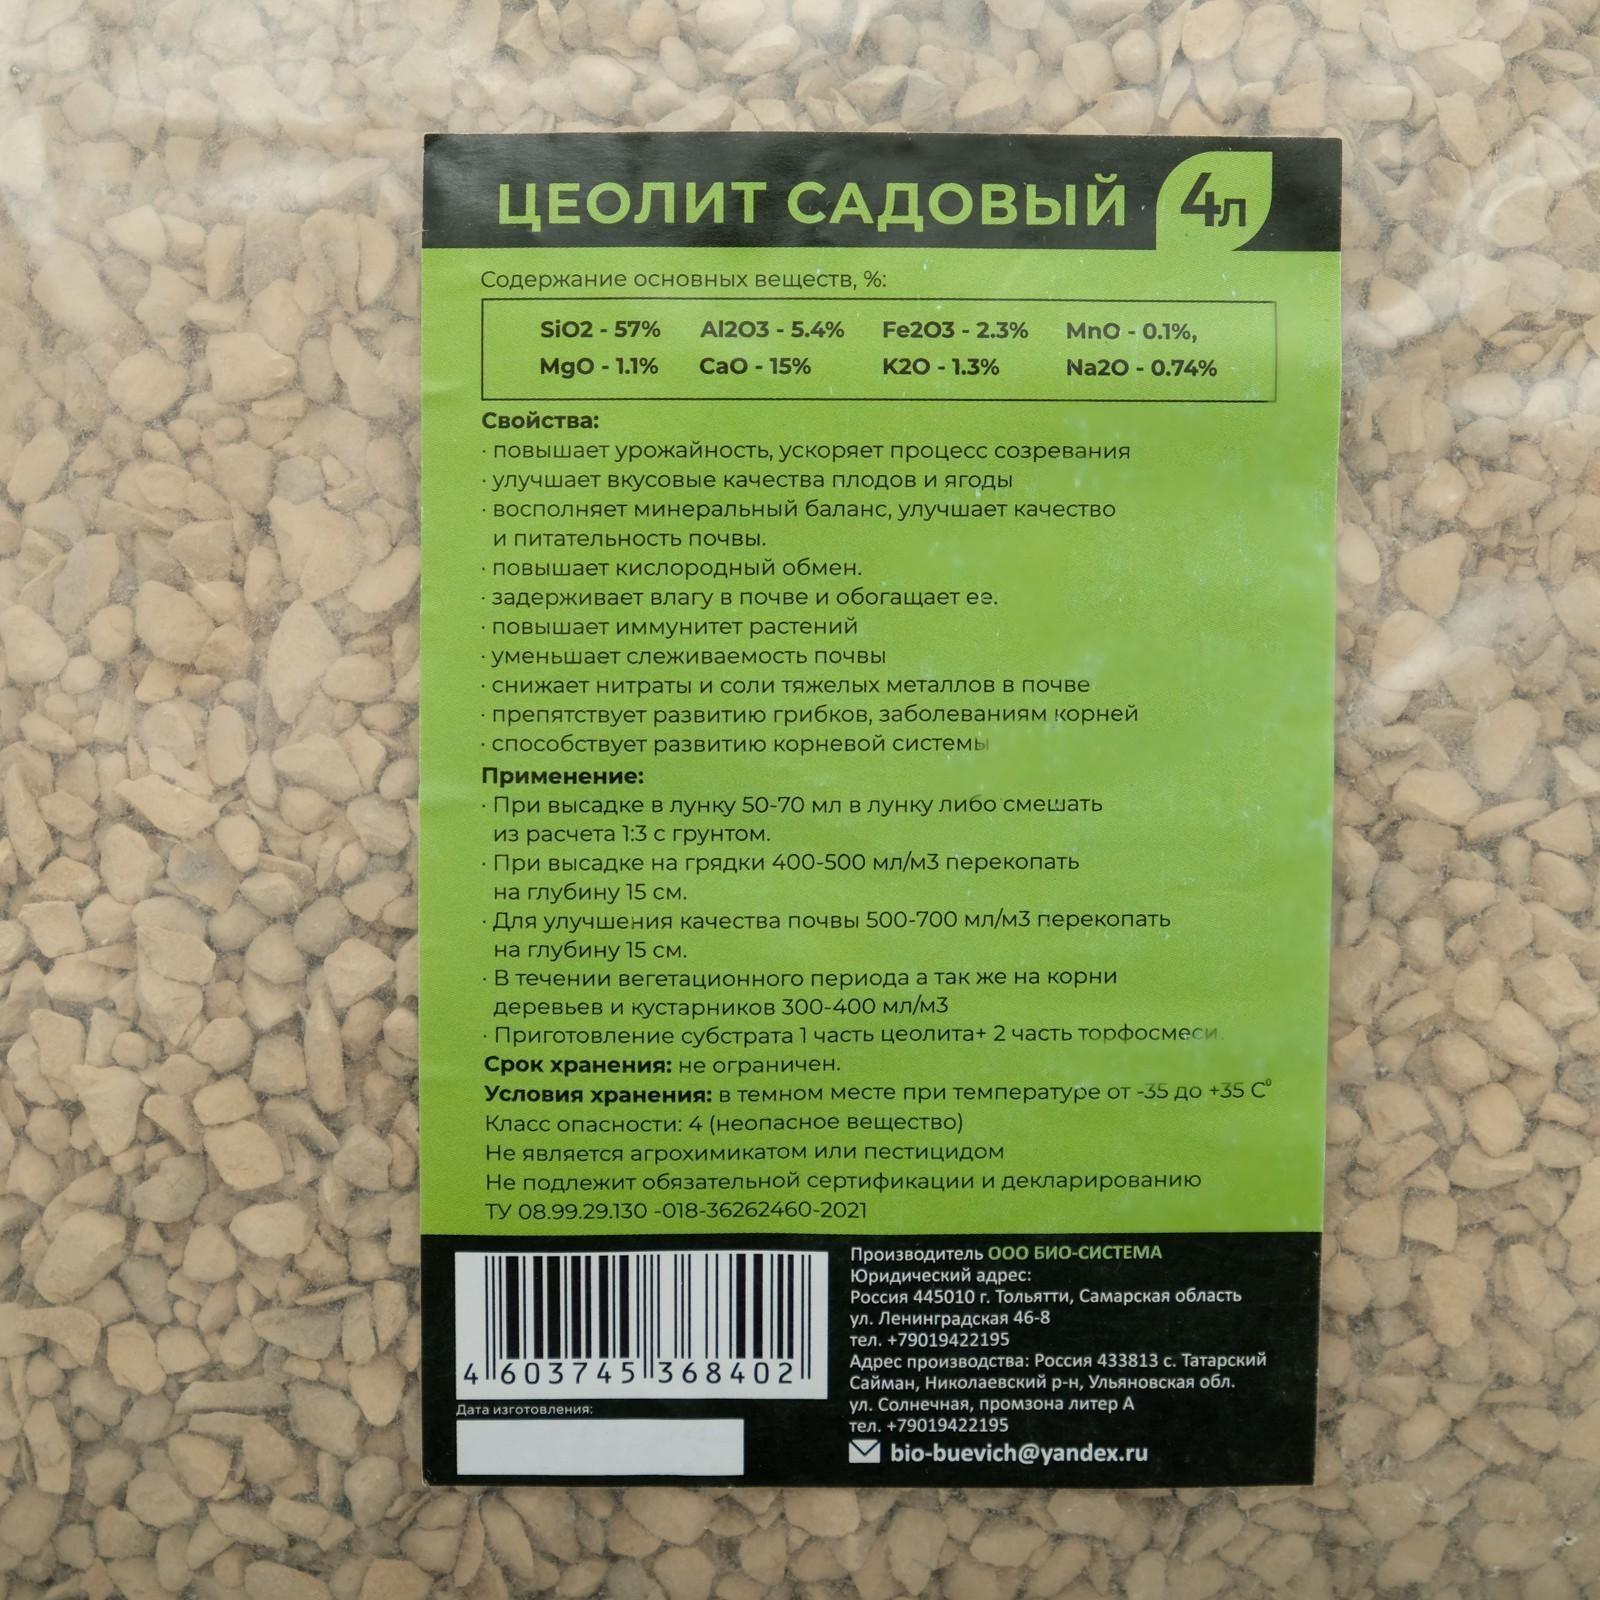 ЦЕОЛИТ САДОВЫЙ 4л
Содержание основных веществ, %:
SiO2 - 57% Al2O3 - 5.4% Fe2O3 - 2.3% MnO - 0.1%,
MgO - 1.1% CaO - 15% K2O - 1.3% Na2O - 0.74%
Свойства:
· повышает урожайность, ускоряет процесс созревания
· улучшает вкусовые качества плодов и ягоды
· восполняет минеральный баланс, улучшает качество
и питательность почвы.
· повышает кислородный обмен.
· задерживает влагу в почве и обогащает ее.
· повышает иммунитет растений
· уменьшает слеживаемость почвы
· снижает нитраты и соли тяжелых металлов в почве
· препятствует развитию грибков, заболеваниям корней
· способствует развитию корневой системы
Применение:
· При высадке в лунку 50-70 мл в лунку либо смешать
из расчета 1:3 с грунтом.
· При высадке на грядки 400-500 мл/м3 перекопать
на глубину 15 см.
· Для улучшения качества почвы 500-700 мл/м3 перекопать
на глубину 15 см.
· В течении вегетационного периода а так же на корни
деревьев и кустарников 300-400 мл/м3
· Приготовление субстрата 1 часть цеолита+ 2 часть торфосмеси.
Срок хранения: не ограничен.
Условия хранения: в темном месте при температуре от -35 до +35 С⁰
Класс опасности: 4 (неопасное вещество)
Не является агрохимикатом или пестицидом
Не подлежит обязательной сертификации и декларированию
ТУ 08.99.29.130 -018-36262460-2021
4 603745 368402
Дата изготовления:
Производитель ООО БИО-СИСТЕМА
Юридический адрес:
Россия 445010 г. Тольятти, Самарская область
ул. Ленинградская 46-8
тел. +79019422195
Адрес производства: Россия 433813 с. Татарский
Сайман, Николаевский р-н, Ульяновская обл.
ул. Солнечная, промзона литер А
тел. +79019422195
bio-buevich@yandex.ru